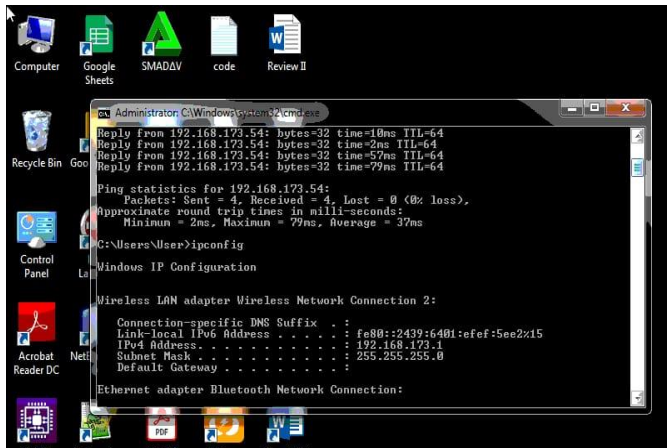 Computer
Google Sheets
SMADAV
code
Review II
Recycle Bin
Goo
Control Panel
La
Acrobat Reader DC
Net
PDF
Administrator: C:\Windows\system32\cmd.exe
Reply from 192.168.173.54: bytes=32 time=10ms TTL=64
Reply from 192.168.173.54: bytes=32 time=2ms TTL=64
Reply from 192.168.173.54: bytes=32 time=57ms TTL=64
Reply from 192.168.173.54: bytes=32 time=79ms TTL=64
Ping statistics for 192.168.173.54:
Packets: Sent = 4, Received = 4, Lost = 0 (0% loss),
Approximate round trip times in milli-seconds:
Minimum = 2ms, Maximum = 79ms, Average = 37ms
C:\Users\User>ipconfig
Windows IP Configuration
Wireless LAN adapter Wireless Network Connection 2:
Connection-specific DNS Suffix . :
Link-local IPv6 Address . . . . . : fe80::2439:6401:efef:5ee2%15
IPv4 Address. . . . . . . . . . . : 192.168.173.1
Subnet Mask . . . . . . . . . . . : 255.255.255.0
Default Gateway . . . . . . . . . :
Ethernet adapter Bluetooth Network Connection: